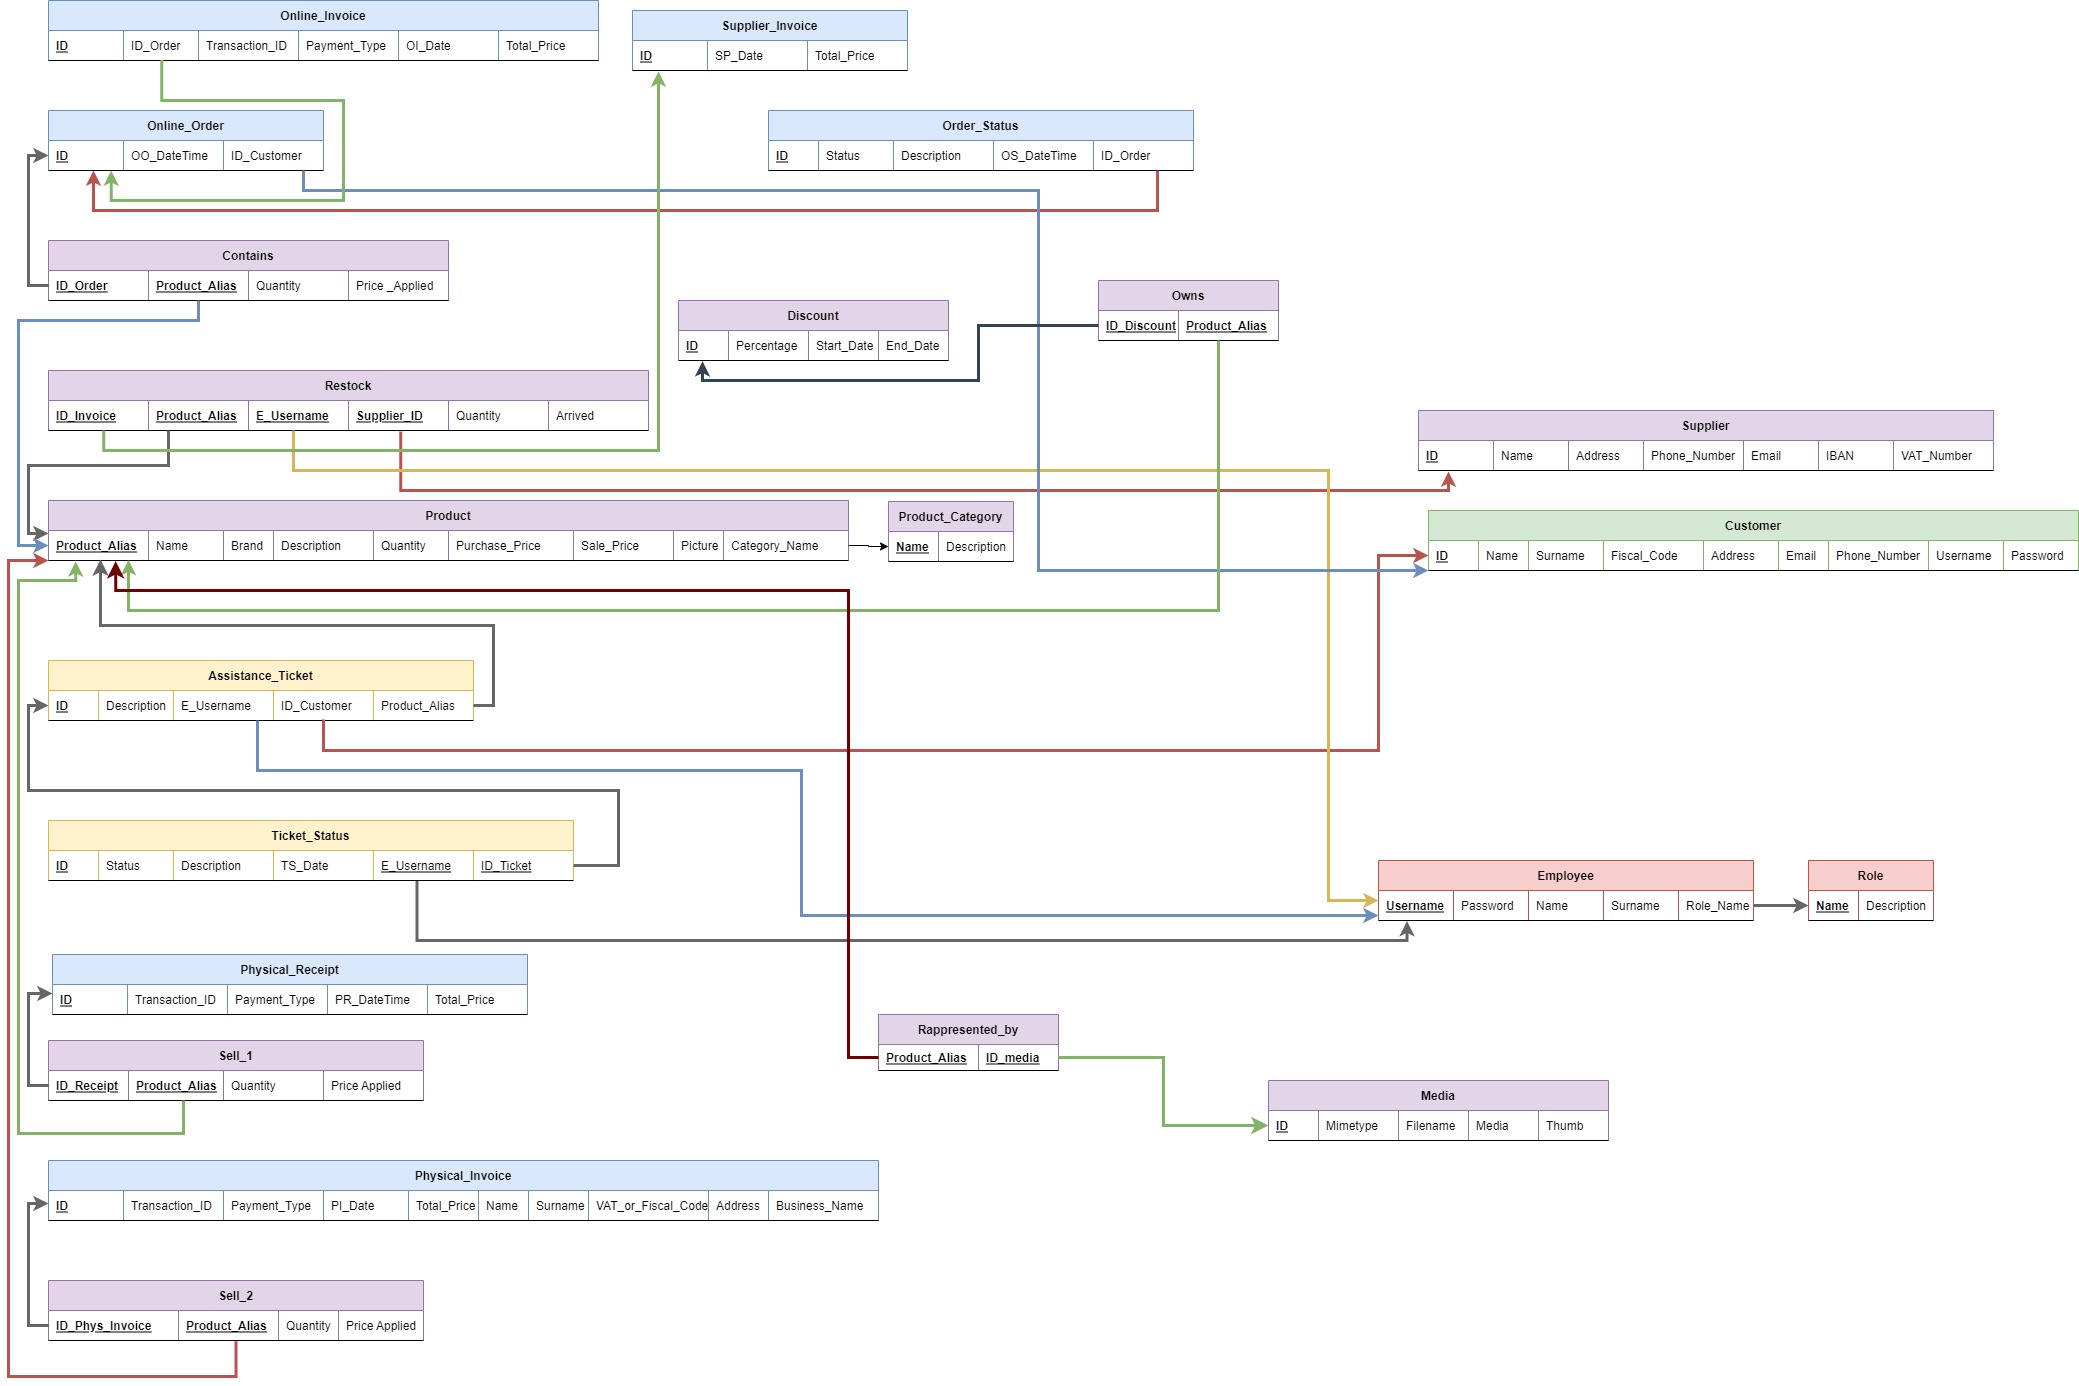 Online_Invoice
ID ID_Order Transaction_ID Payment_Type OI_Date Total_Price
Supplier_Invoice
ID SP_Date Total_Price
Online_Order
ID OO_DateTime ID_Customer
Order_Status
ID Status Description OS_DateTime ID_Order
Contains
ID_Order Product_Alias Quantity Price _Applied
Owns
ID_Discount Product_Alias
Discount
ID Percentage Start_Date End_Date
Restock
ID_Invoice Product_Alias E_Username Supplier_ID Quantity Arrived
Supplier
ID Name Address Phone_Number Email IBAN VAT_Number
Product
Product_Alias Name Brand Description Quantity Purchase_Price Sale_Price Picture Category_Name
Product_Category
Name Description
Customer
ID Name Surname Fiscal_Code Address Email Phone_Number Username Password
Assistance_Ticket
ID Description E_Username ID_Customer Product_Alias
Ticket_Status
ID Status Description TS_Date E_Username ID_Ticket
Employee
Username Password Name Surname Role_Name
Role
Name Description
Physical_Receipt
ID Transaction_ID Payment_Type PR_DateTime Total_Price
Rappresented_by
Product_Alias ID_media
Sell_1
ID_Receipt Product_Alias Quantity Price Applied
Media
ID Mimetype Filename Media Thumb
Physical_Invoice
ID Transaction_ID Payment_Type PI_Date Total_Price Name Surname VAT_or_Fiscal_Code Address Business_Name
Sell_2
ID_Phys_Invoice Product_Alias Quantity Price Applied